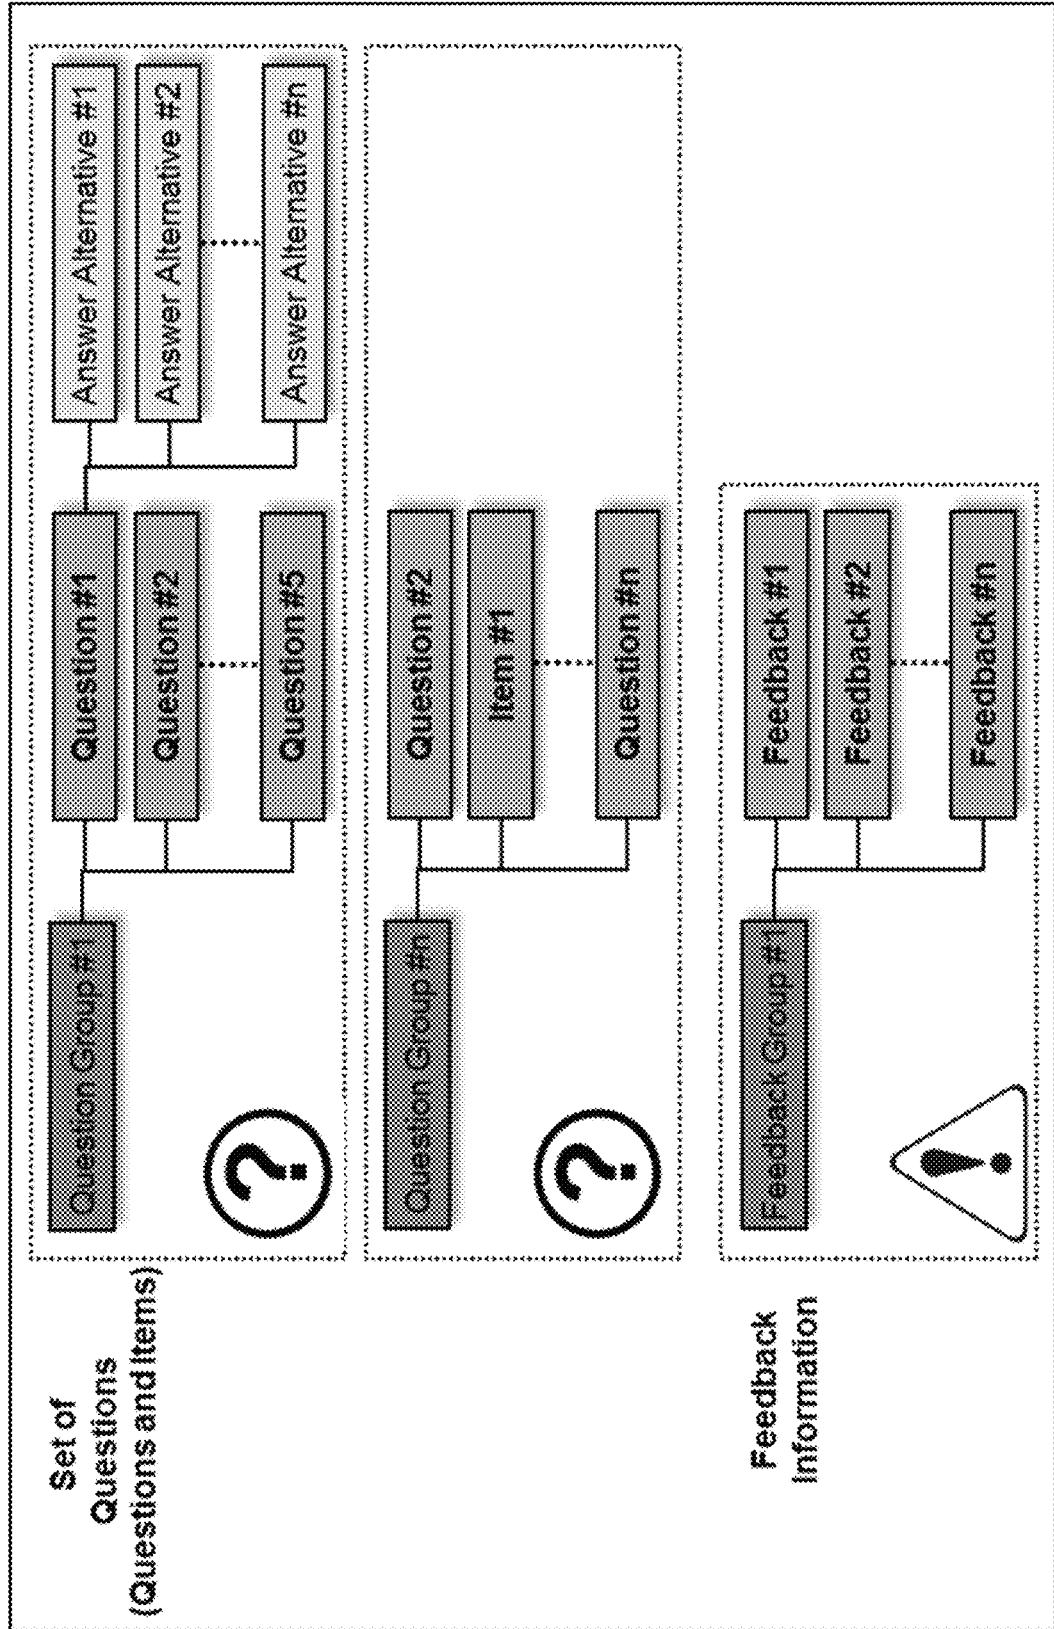 Set of
Questions
(Questions and Items)
Question Group #1
Question #1
Question #2
Question #5
Answer Alternative #1
Answer Alternative #2
Answer Alternative #n
Question Group #n
Question #2
Item #1
Question #n
Feedback
Information
Feedback Group #1
Feedback #1
Feedback #2
Feedback #n